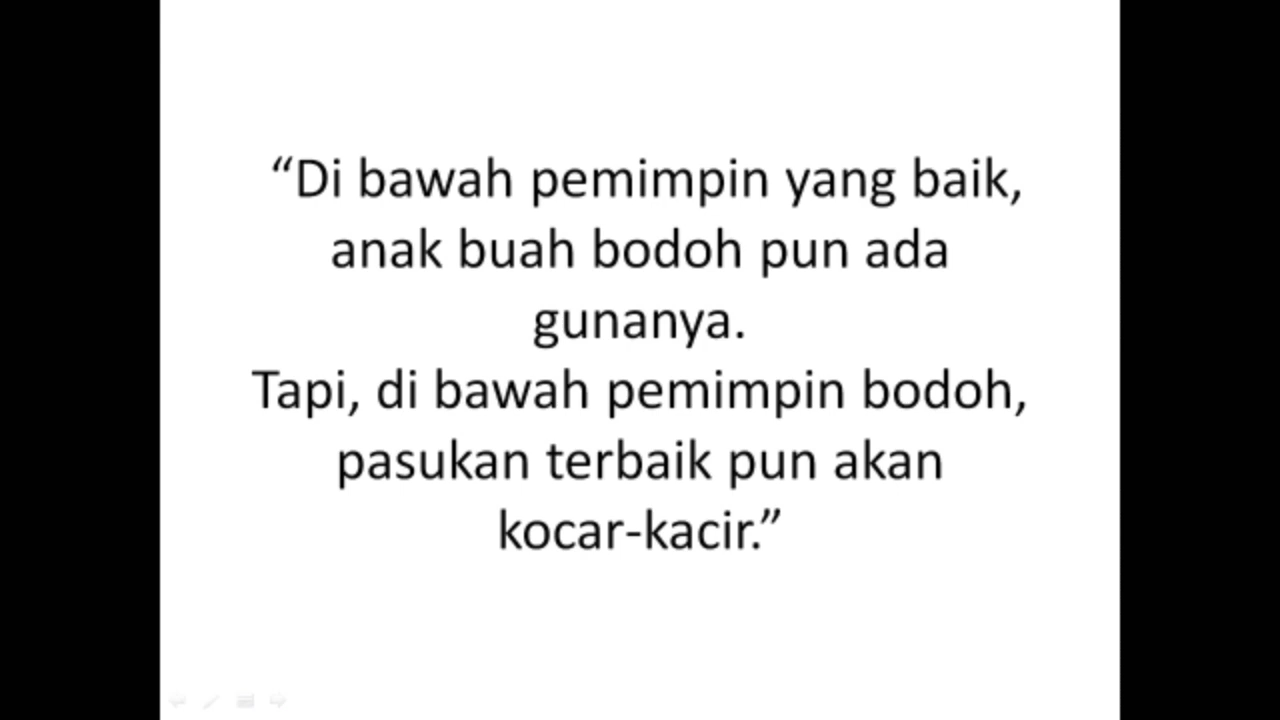 “Di bawah pemimpin yang baik,
anak buah bodoh pun ada
gunanya.
Tapi, di bawah pemimpin bodoh,
pasukan terbaik pun akan
kocar-kacir.”